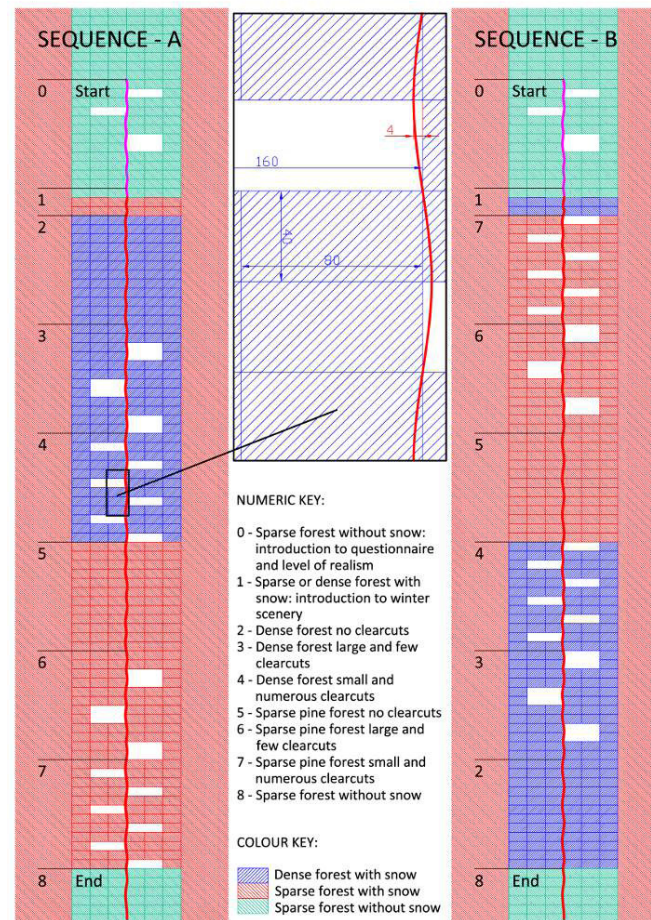 SEQUENCE - A
0 Start
1
2
3
4
5
6
7
8 End
4
160
40
80
NUMERIC KEY:
0 - Sparse forest without snow:
introduction to questionnaire
and level of realism
1 - Sparse or dense forest with
snow: introduction to winter
scenery
2 - Dense forest no clearcuts
3 - Dense forest large and few
clearcuts
4 - Dense forest small and
numerous clearcuts
5 - Sparse pine forest no clearcuts
6 - Sparse pine forest large and
few clearcuts
7 - Sparse pine forest small and
numerous clearcuts
8 - Sparse forest without snow
COLOUR KEY:
Dense forest with snow
Sparse forest with snow
Sparse forest without snow
SEQUENCE - B
0 Start
1
7
6
5
4
3
2
8 End